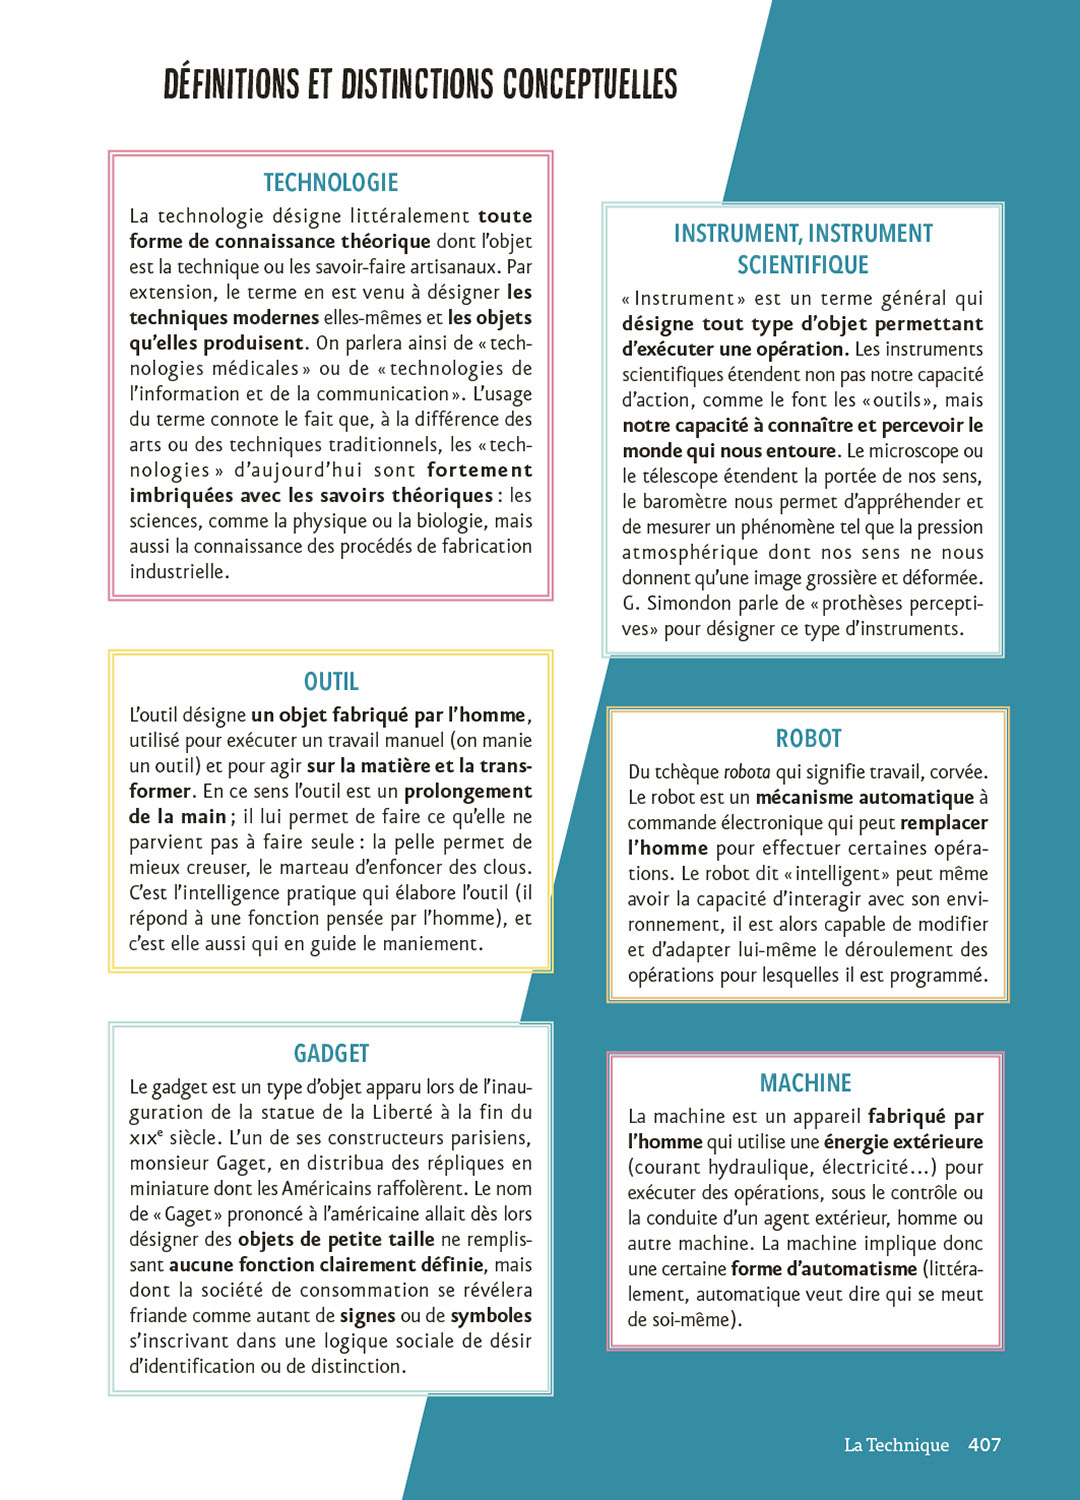 DÉFINITIONS ET DISTINCTIONS CONCEPTUELLES
TECHNOLOGIE
La technologie désigne littéralement toute
forme de connaissance théorique dont l’objet
est la technique ou les savoir-faire artisanaux. Par
extension, le terme en est venu à désigner les
techniques modernes elles-mêmes et les objets
qu’elles produisent. On parlera ainsi de « tech-
nologies médicales » ou de « technologies de
l’information et de la communication ». L’usage
du terme connote le fait que, à la différence des
arts ou des techniques traditionnels, les « tech-
nologies » d’aujourd’hui sont fortement
imbriquées avec les savoirs théoriques : les
sciences, comme la physique ou la biologie, mais
aussi la connaissance des procédés de fabrication
industrielle.
OUTIL
L’outil désigne un objet fabriqué par l’homme,
utilisé pour exécuter un travail manuel (on manie
un outil) et pour agir sur la matière et la trans-
former. En ce sens l’outil est un prolongement
de la main ; il lui permet de faire ce qu’elle ne
parvient pas à faire seule : la pelle permet de
mieux creuser, le marteau d’enfoncer des clous.
C’est l’intelligence pratique qui élabore l’outil (il
répond à une fonction pensée par l’homme), et
c’est elle aussi qui en guide le maniement.
GADGET
Le gadget est un type d’objet apparu lors de l’inau-
guration de la statue de la Liberté à la fin du
XIXe siècle. L’un de ses constructeurs parisiens,
monsieur Gaget, en distribua des répliques en
miniature dont les Américains raffolèrent. Le nom
de « Gaget » prononcé à l’américaine allait dès lors
désigner des objets de petite taille ne remplis-
sant aucune fonction clairement définie, mais
dont la société de consommation se révélera
friande comme autant de signes ou de symboles
s’inscrivant dans une logique sociale de désir
d’identification ou de distinction.
INSTRUMENT, INSTRUMENT
SCIENTIFIQUE
« Instrument » est un terme général qui
désigne tout type d’objet permettant
d’exécuter une opération. Les instruments
scientifiques étendent non pas notre capacité
d’action, comme le font les « outils », mais
notre capacité à connaître et percevoir le
monde qui nous entoure. Le microscope ou
le télescope étendent la portée de nos sens,
le baromètre nous permet d’appréhender et
de mesurer un phénomène tel que la pression
atmosphérique dont nos sens ne nous
donnent qu’une image grossière et déformée.
G. Simondon parle de « prothèses percepti-
ves » pour désigner ce type d’instruments.
ROBOT
Du tchèque robota qui signifie travail, corvée.
Le robot est un mécanisme automatique à
commande électronique qui peut remplacer
l’homme pour effectuer certaines opéra-
tions. Le robot dit « intelligent » peut même
avoir la capacité d’interagir avec son envi-
ronnement, il est alors capable de modifier
et d’adapter lui-même le déroulement des
opérations pour lesquelles il est programmé.
MACHINE
La machine est un appareil fabriqué par
l’homme qui utilise une énergie extérieure
(courant hydraulique, électricité…) pour
exécuter des opérations, sous le contrôle ou
la conduite d’un agent extérieur, homme ou
autre machine. La machine implique donc
une certaine forme d’automatisme (littéra-
lement, automatique veut dire qui se meut
de soi-même).
La Technique 407